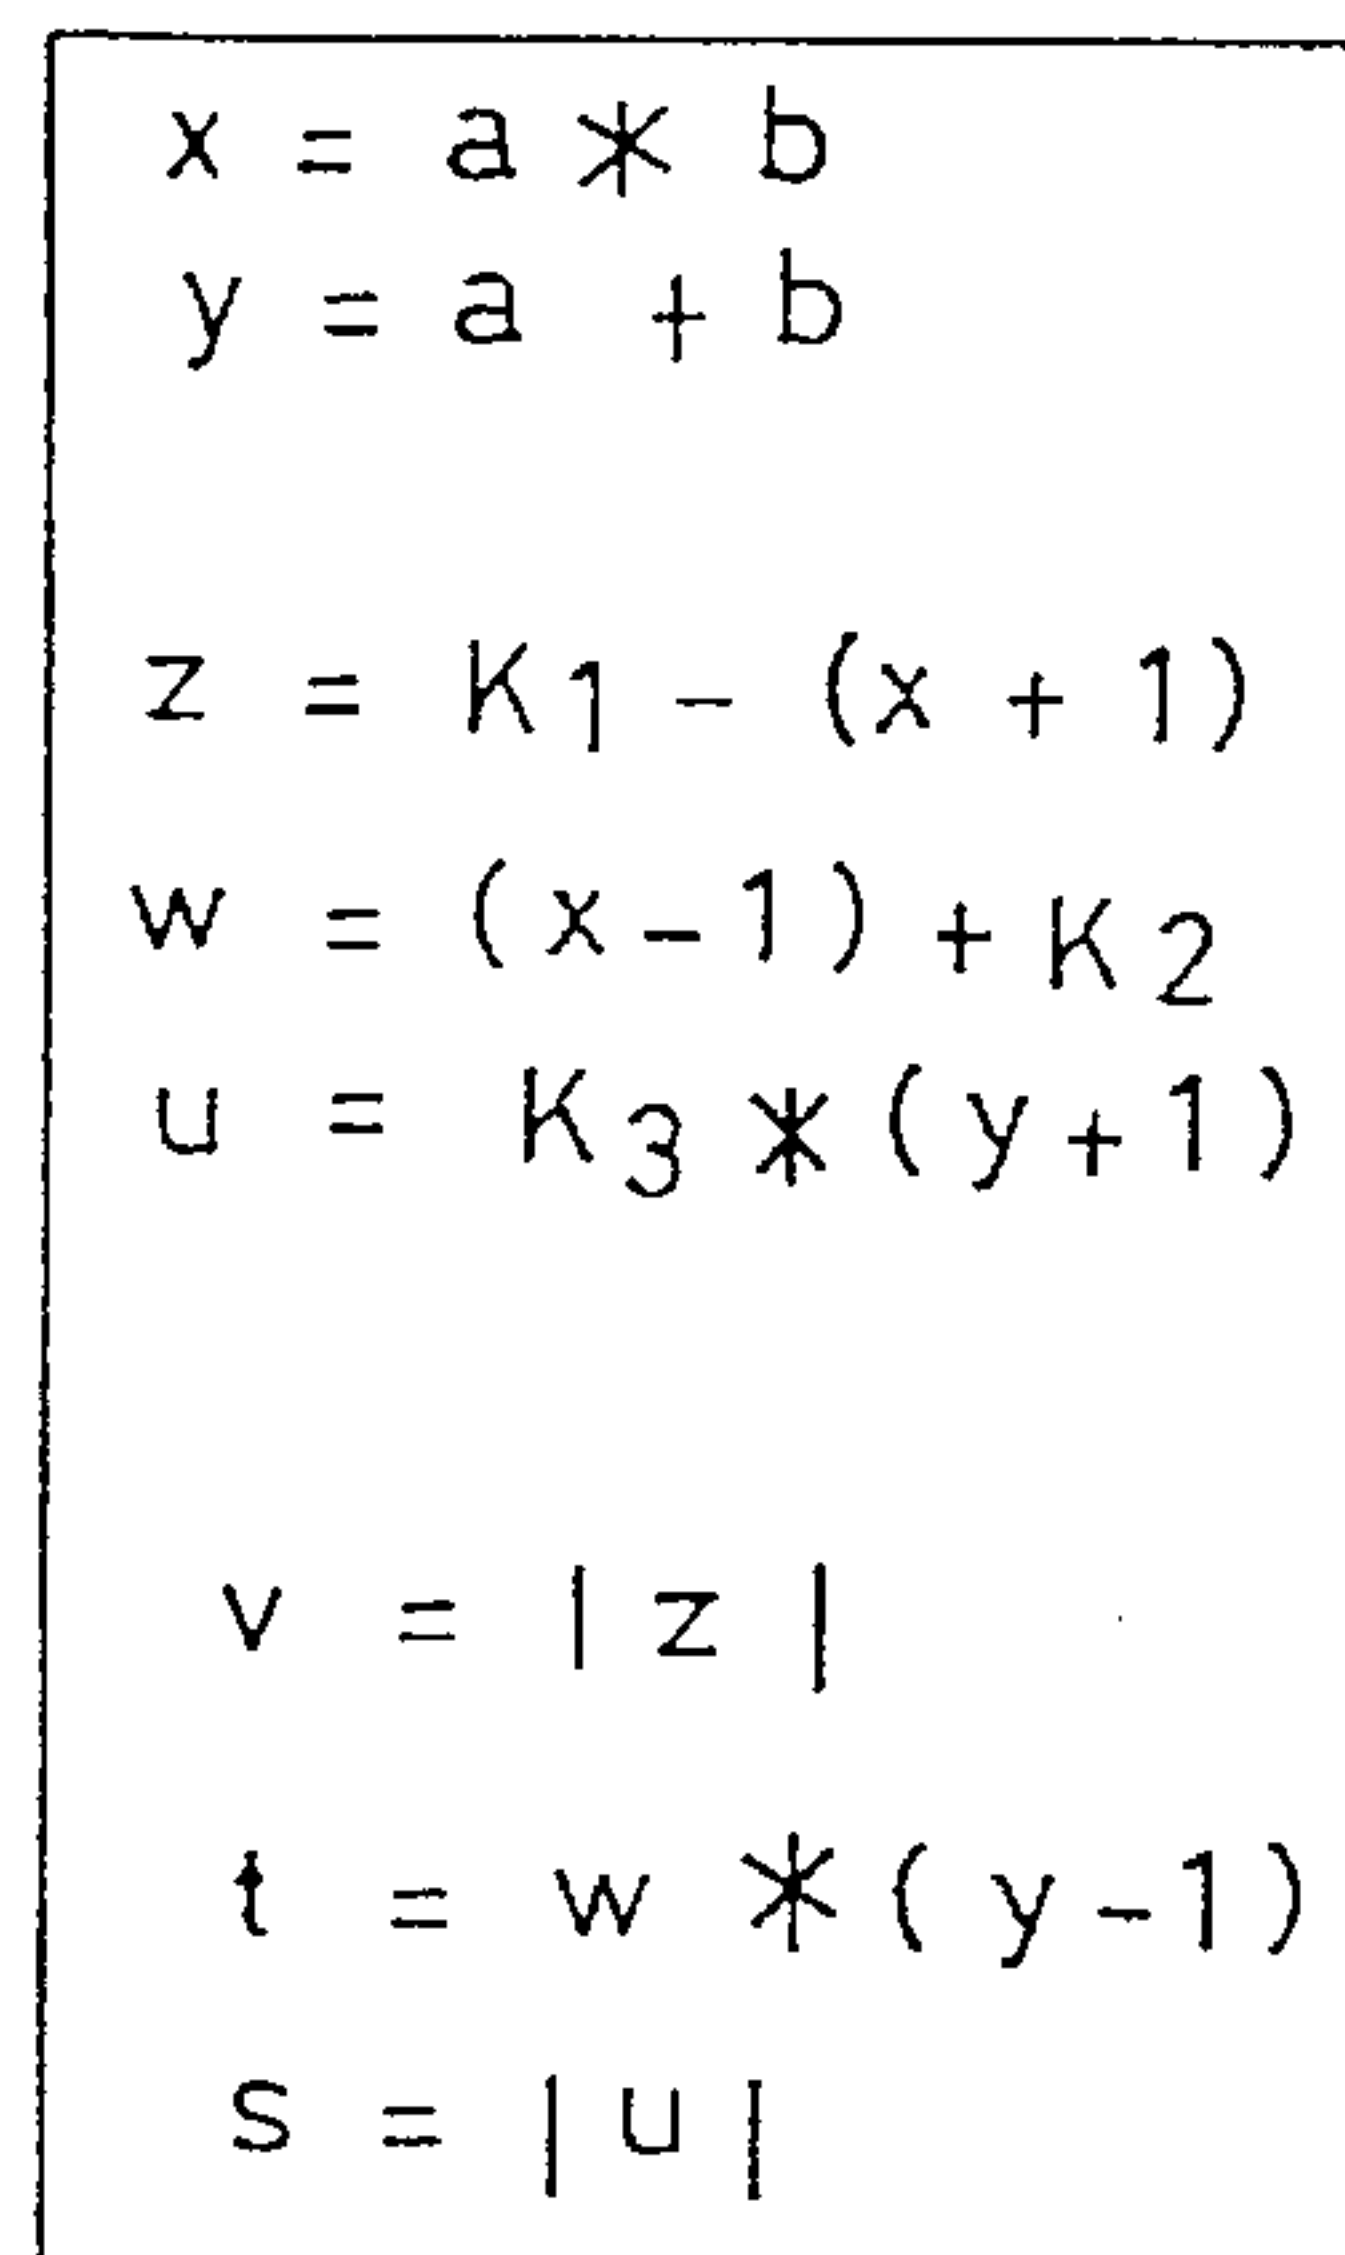 x = a * b
y = a + b
z = K1 - (x + 1)
w = (x - 1) + K2
u = K3 * (y + 1)
v = | z |
t = w * ( y - 1)
s = | u |